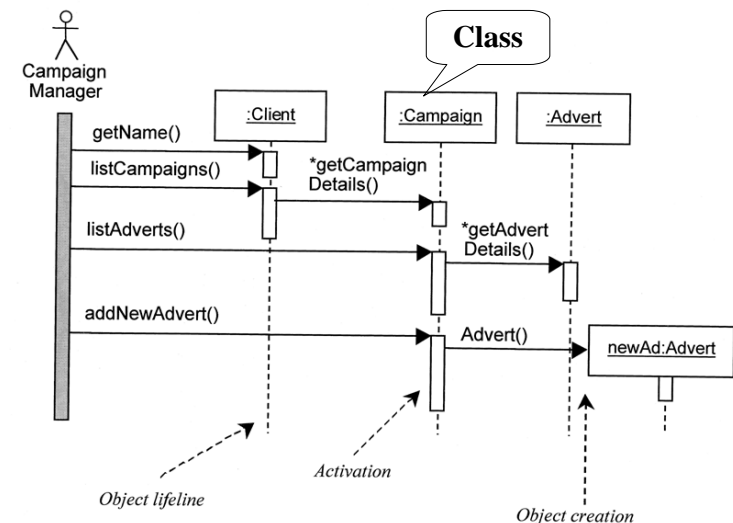 Class
Campaign
Manager
:Client
:Campaign
:Advert
getName()
listCampaigns()
*getCampaign
Details()
listAdverts()
*getAdvert
Details()
addNewAdvert()
Advert()
newAd:Advert
Object lifeline
Activation
Object creation